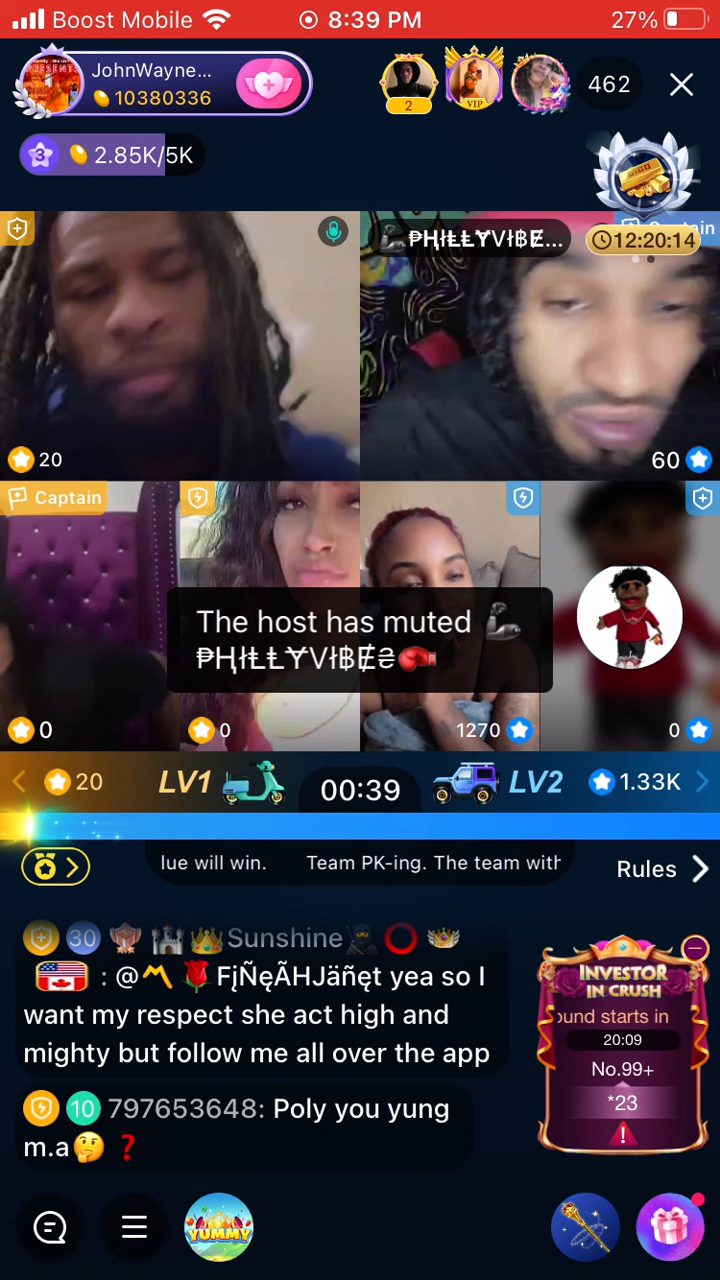 Boost Mobile
8:39 PM
27%
JohnWayne...
10380336
2
VIP
462
3
2.85K/5K
₱ⱧłⱠⱠɎVł฿Ɇ...
12:20:14
20
60
Captain
The host has muted 🦾
₱ⱧłⱠⱠɎVł฿Ɇ₴🥊
0
0
1270
0
20
LV1
00:39
LV2
1.33K
lue will win. Team PK-ing. The team with
Rules
30 👑Sunshine🥷⭕
: @〽️🌹FįÑęÃHJäñęt yea so I
want my respect she act high and
mighty but follow me all over the app
10 797653648: Poly you yung
m.a🤔❓
INVESTOR
IN CRUSH
ound starts in
20:09
No.99+
*23
!
YUMMY